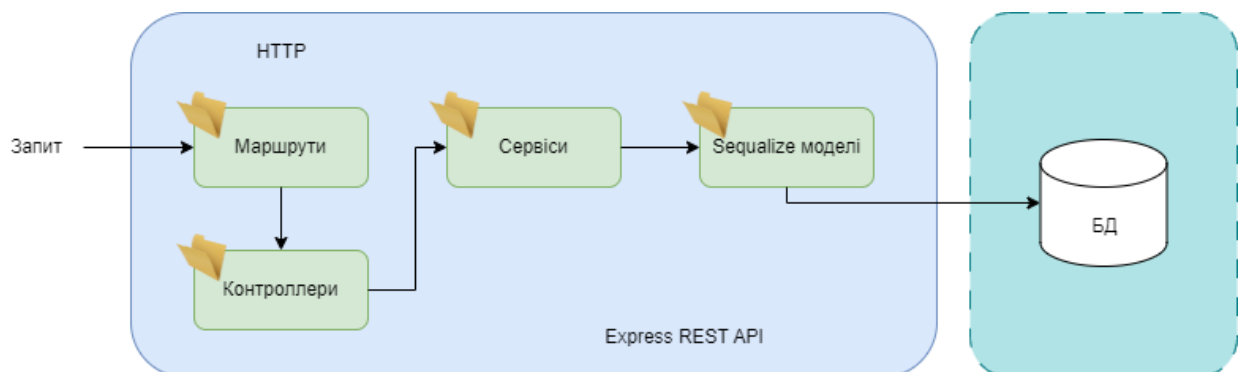 HTTP
Запит
Маршрути
Сервіси
Sequalize моделі
БД
Контроллери
Express REST API